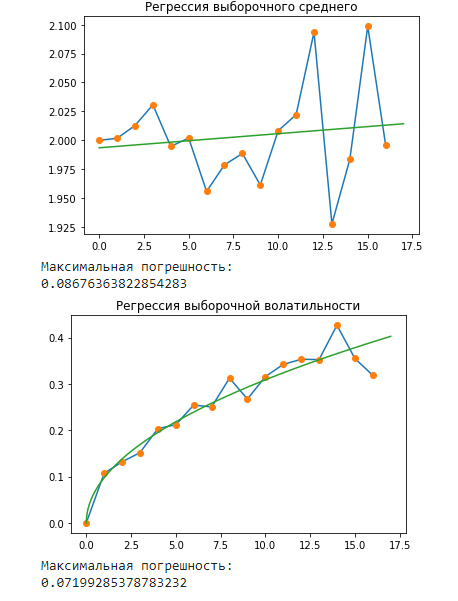 Регрессия выборочного среднего
2.100
2.075
2.050
2.025
2.000
1.975
1.950
1.925
0.0 2.5 5.0 7.5 10.0 12.5 15.0 17.5
Максимальная погрешность:
0.08676363822854283
Регрессия выборочной волатильности
0.4
0.3
0.2
0.1
0.0
0.0 2.5 5.0 7.5 10.0 12.5 15.0 17.5
Максимальная погрешность:
0.07199285378783232